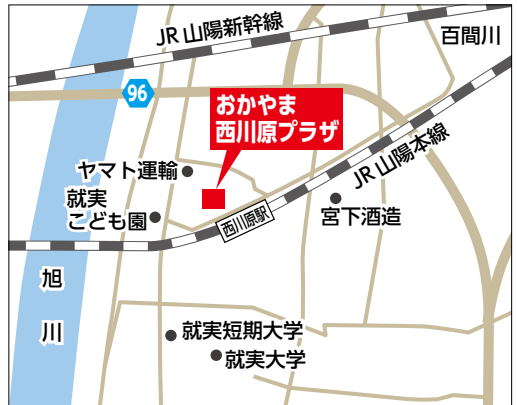 JR 山陽新幹線
百間川
96
おかやま
西川原プラザ
ヤマト運輸
JR 山陽本線
就実
こども園
宮下酒造
西川原駅
旭川
就実短期大学
就実大学